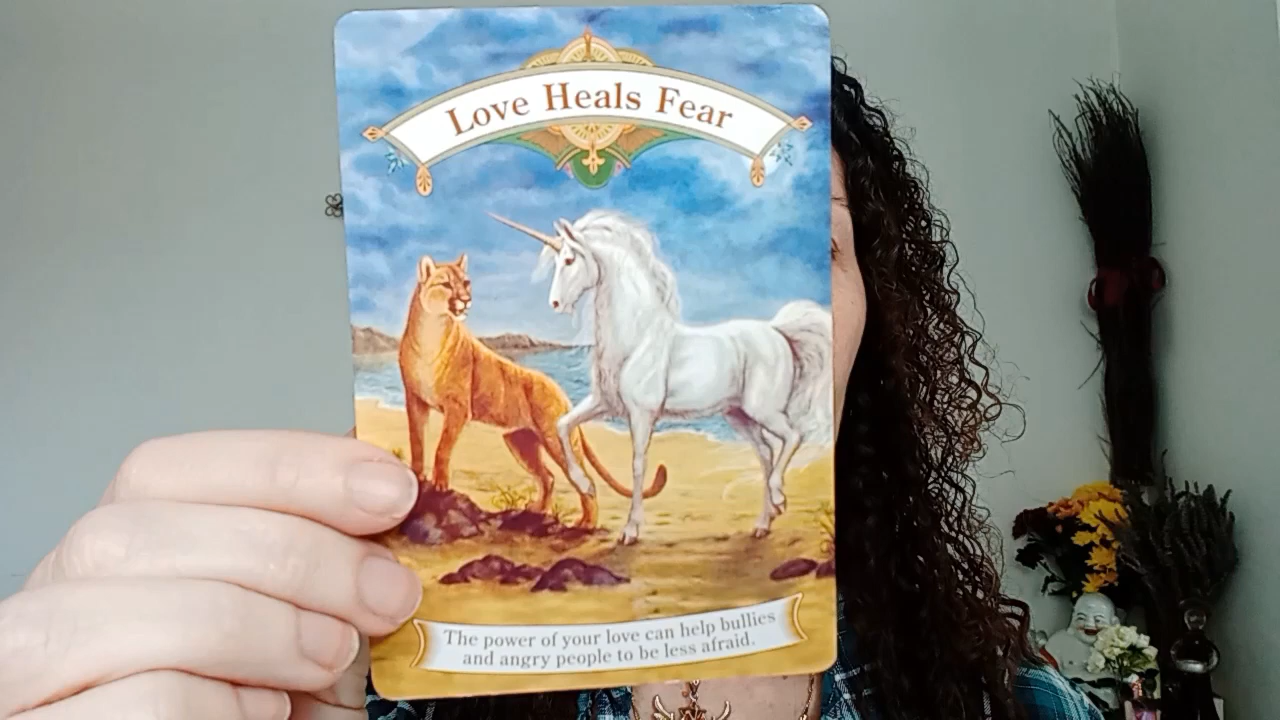 Love Heals Fear
The power of your love can help bullies
and angry people to be less afraid.